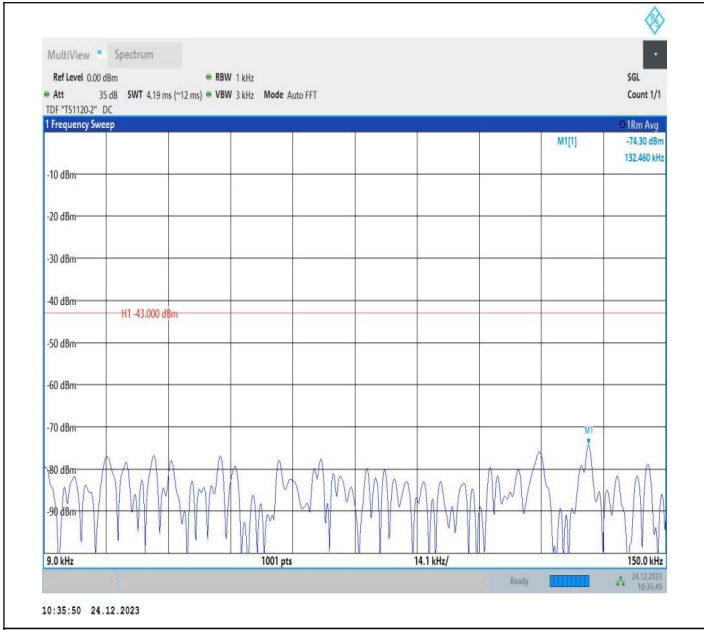 R S
MultiView Spectrum
Ref Level 0.00 dBm RBW 1 kHz SGL
Att 35 dB SWT 4.19 ms (~12 ms) VBW 3 kHz Mode Auto FFT Count 1/1
TDF "TS1120-2" DC
1 Frequency Sweep 1Rm Avg
M1[1] -74.30 dBm
132.460 kHz
-10 dBm
-20 dBm
-30 dBm
-40 dBm
H1 -43.000 dBm
-50 dBm
-60 dBm
-70 dBm
M1
-80 dBm
-90 dBm
9.0 kHz 1001 pts 14.1 kHz/ 150.0 kHz
Ready 24.12.2023
10:35:49
10:35:50 24.12.2023